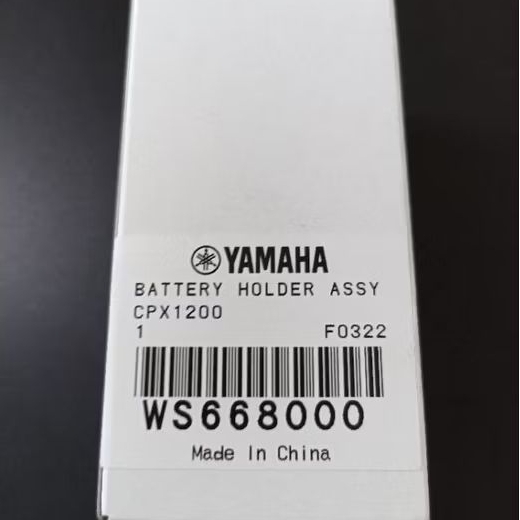 YAMAHA
BATTERY HOLDER ASSY
CPX1200
1 F0322
WS668000
Made In China